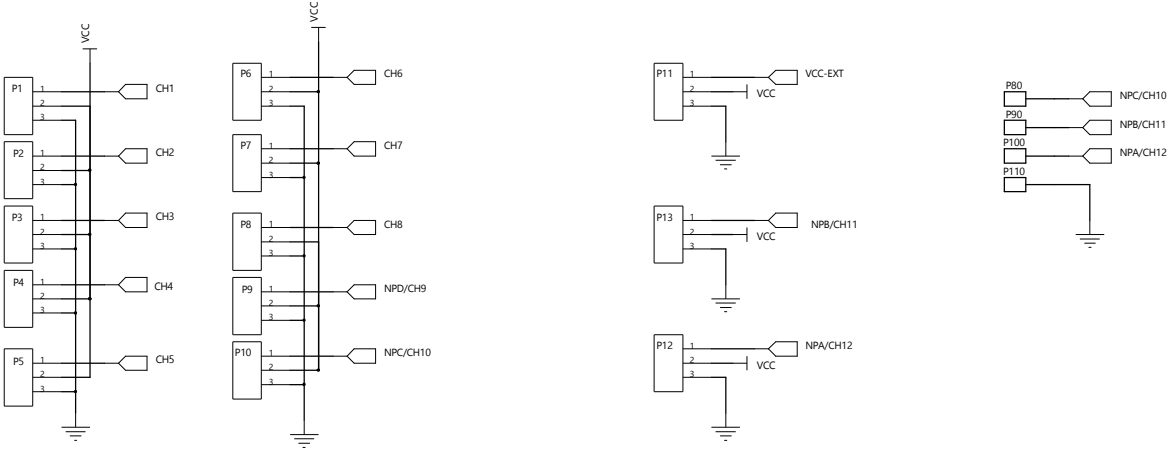 VCC
P1
1
2
3
CH1
P2
1
2
3
CH2
P3
1
2
3
CH3
P4
1
2
3
CH4
P5
1
2
3
CH5
VCC
P6
1
2
3
CH6
P7
1
2
3
CH7
P8
1
2
3
CH8
P9
1
2
3
NPD/CH9
P10
1
2
3
NPC/CH10
P11
1
2
3
VCC-EXT
VCC
P13
1
2
3
NPB/CH11
VCC
P12
1
2
3
NPA/CH12
VCC
P80
NPC/CH10
P90
NPB/CH11
P100
NPA/CH12
P110